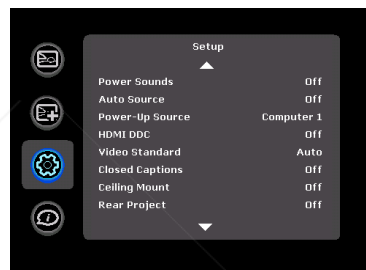 Setup
Power Sounds Off
Auto Source Off
Power-Up Source Computer 1
HDMI DDC Off
Video Standard Auto
Closed Captions Off
Ceiling Mount Off
Rear Project Off